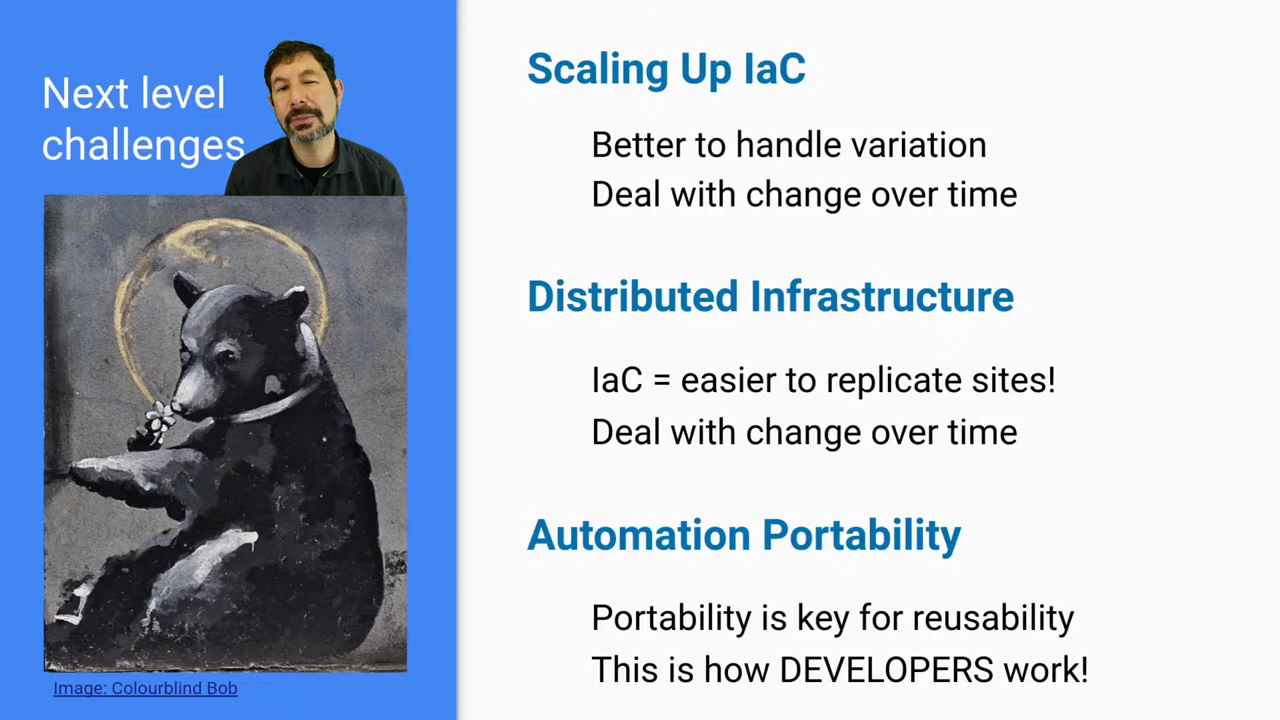 Next level
challenges
Image: Colourblind Bob
Scaling Up IaC
Better to handle variation
Deal with change over time
Distributed Infrastructure
IaC = easier to replicate sites!
Deal with change over time
Automation Portability
Portability is key for reusability
This is how DEVELOPERS work!